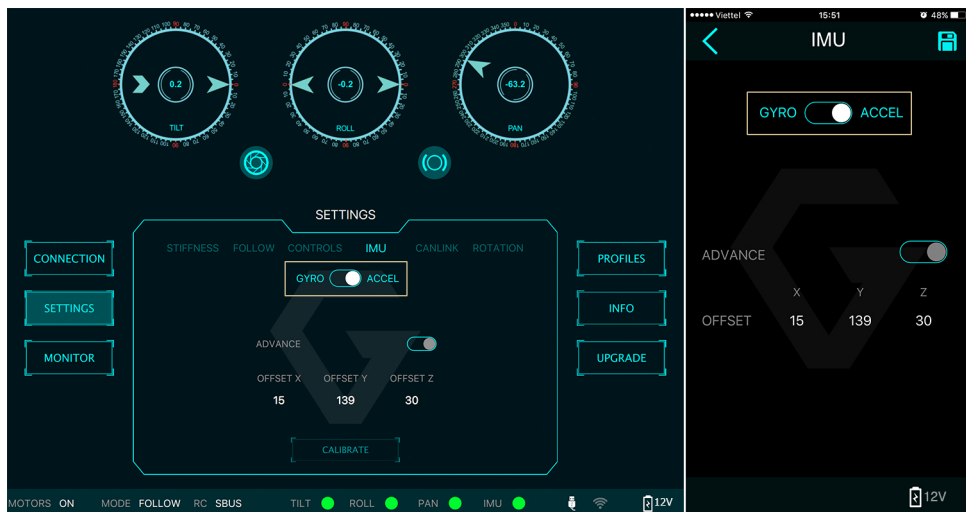 0.2
TILT
-0.2
ROLL
-63.2
PAN
SETTINGS
STIFFNESS FOLLOW CONTROLS IMU CANLINK ROTATION
GYRO ACCEL
ADVANCE
OFFSET X OFFSET Y OFFSET Z
15 139 30
CALIBRATE
CONNECTION
SETTINGS
MONITOR
PROFILES
INFO
UPGRADE
MOTORS ON MODE FOLLOW RC SBUS TILT ROLL PAN IMU 12V
Viettel 15:51 48%
IMU
GYRO ACCEL
ADVANCE
X Y Z
OFFSET 15 139 30
12V